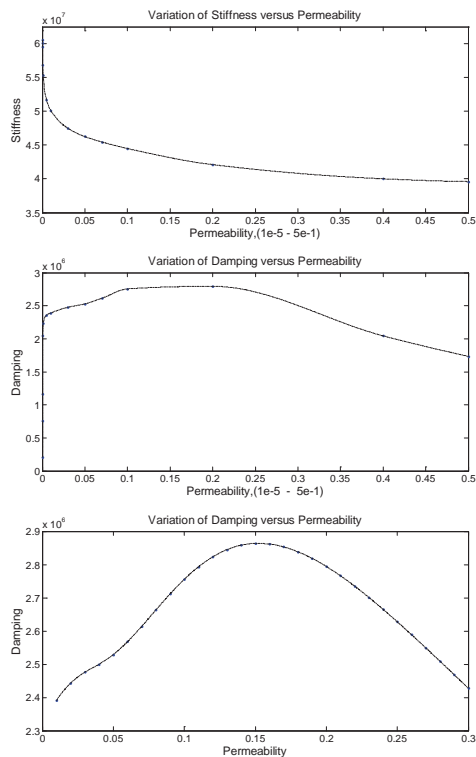 Variation of Stiffness versus Permeability
x 10^7
6
5.5
5
4.5
4
3.5
Stiffness
0 0.05 0.1 0.15 0.2 0.25 0.3 0.35 0.4 0.45 0.5
Permeability,(1e-5 - 5e-1)
Variation of Damping versus Permeability
x 10^6
3
2.5
2
1.5
1
0.5
0
Damping
0 0.05 0.1 0.15 0.2 0.25 0.3 0.35 0.4 0.45 0.5
Permeability,(1e-5 - 5e-1)
Variation of Damping versus Permeability
x 10^6
2.9
2.8
2.7
2.6
2.5
2.4
2.3
Damping
0 0.05 0.1 0.15 0.2 0.25 0.3
Permeability